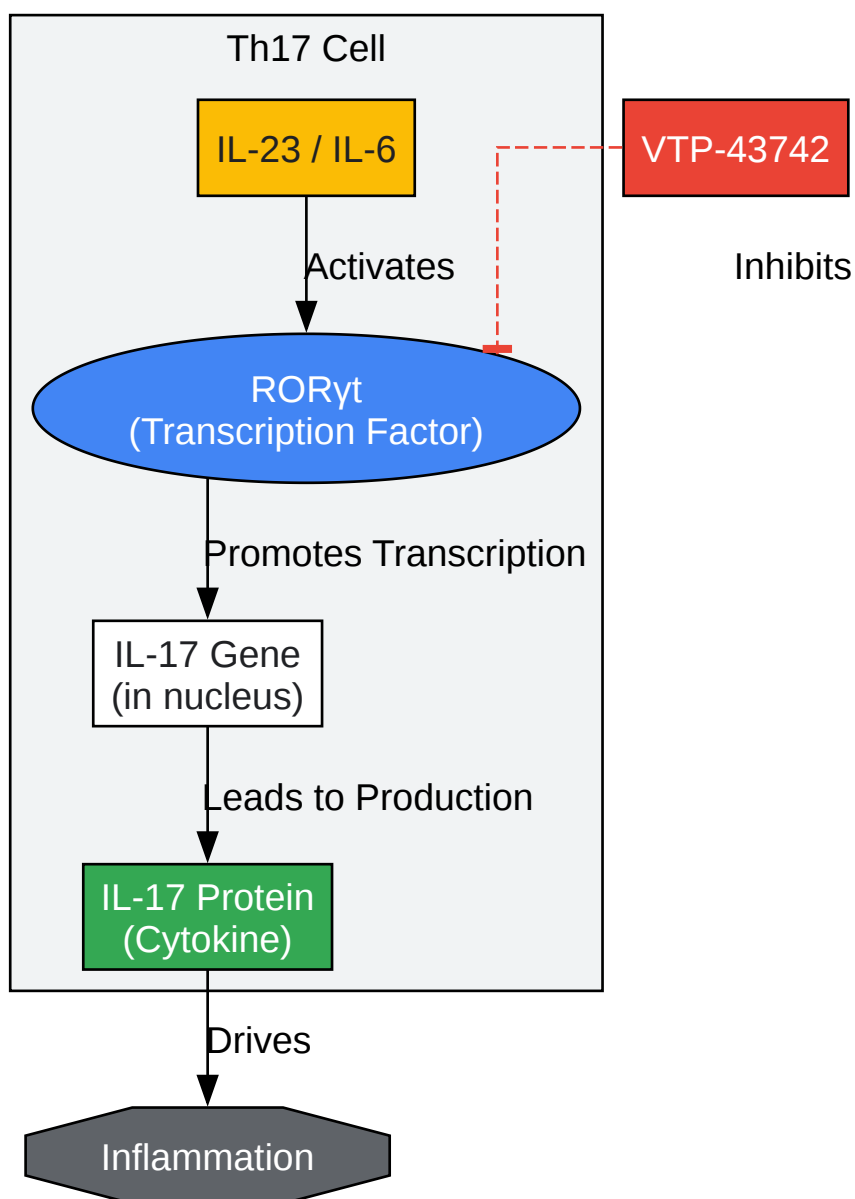 Th17 Cell
IL-23 / IL-6
VTP-43742
Activates
Inhibits
RORγt
(Transcription Factor)
Promotes Transcription
IL-17 Gene
(in nucleus)
Leads to Production
IL-17 Protein
(Cytokine)
Drives
Inflammation